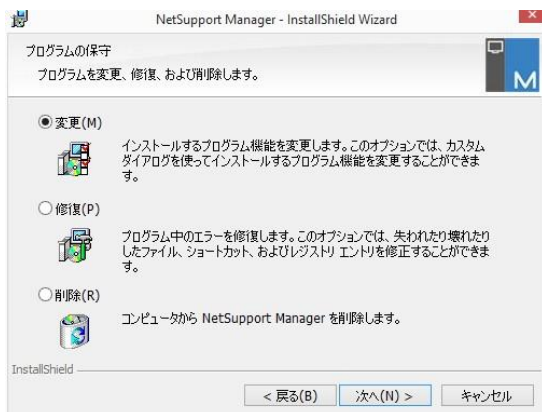 NetSupport Manager - InstallShield Wizard
プログラムの保守
プログラムを変更、修復、および削除します。
M
変更(M)
インストールするプログラム機能を変更します。このオプションでは、カスタム
ダイアログを使ってインストールするプログラム機能を変更することができま
す。
修復(P)
プログラム中のエラーを修復します。このオプションでは、失われたり壊れたり
したファイル、ショートカット、およびレジストリ エントリを修正することができま
す。
削除(R)
コンピュータから NetSupport Manager を削除します。
InstallShield
< 戻る(B) 次へ(N) > キャンセル